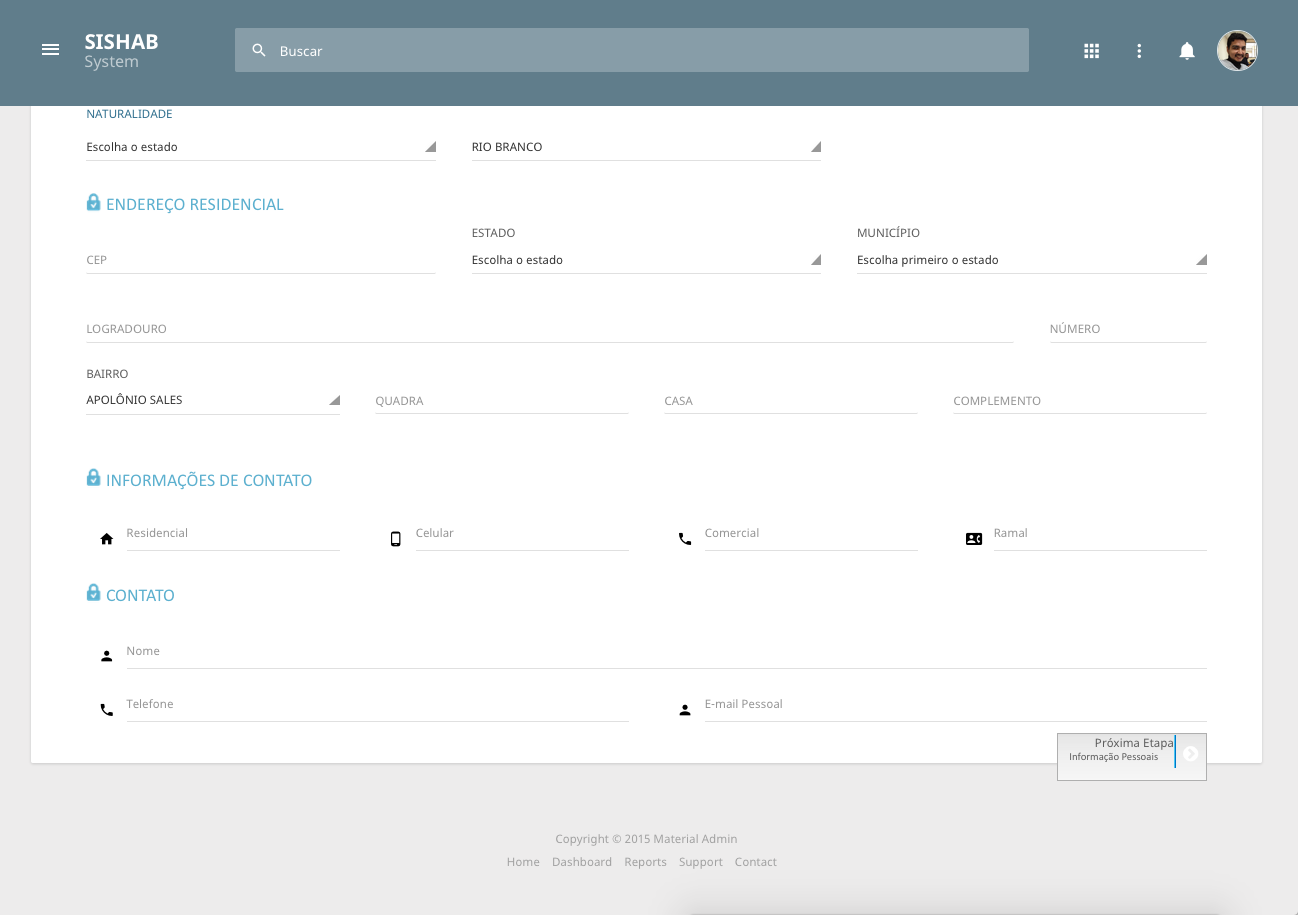 SISHAB
System
Buscar
NATURALIDADE
Escolha o estado RIO BRANCO
ENDEREÇO RESIDENCIAL
ESTADO MUNICÍPIO
CEP Escolha o estado Escolha primeiro o estado
LOGRADOURO NÚMERO
BAIRRO
APOLÔNIO SALES QUADRA CASA COMPLEMENTO
INFORMAÇÕES DE CONTATO
Residencial Celular Comercial Ramal
CONTATO
Nome
Telefone E-mail Pessoal
Próxima Etapa
Informação Pessoais
Copyright © 2015 Material Admin
Home Dashboard Reports Support Contact